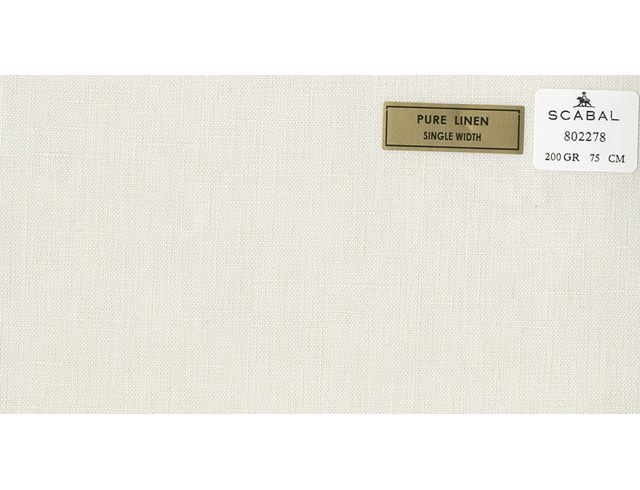 PURE LINEN
SINGLE WIDTH
SCABAL
802278
200 GR 75 CM